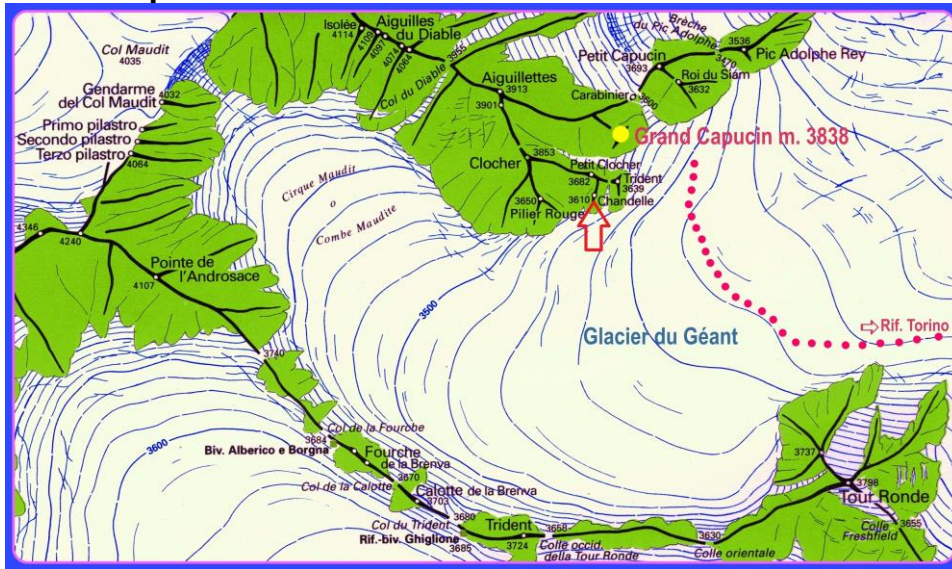 Isolée
4114
Aiguilles
du Diable
4109
4097
4074
4064
3955
Col du Diable
Col Maudit
4035
Gendarme
del Col Maudit
4032
Primo pilastro
Secondo pilastro
Terzo pilastro
4064
Brèche
du Pic Adolphe
3470
3536
Pic Adolphe Rey
Petit Capucin
3693
Roi du Siam
3632
Aiguillettes
3913
3901
Carabinier
3600
Grand Capucin m. 3838
Clocher
3853
Petit Clocher
3682
Trident
3639
3610
Chandelle
3650
Pilier Rouge
Cirque Maudit
o
Combe Maudite
4346
4240
Pointe de
l'Androsace
4107
3500
Glacier du Géant
Rif. Torino
3740
3600
Col de la Fourche
3684
Biv. Alberico e Borgna
Fourche
de la Brenva
3670
Col de la Calotte
Calotte de la Brenva
3703
3680
Col du Trident
Rif.-biv. Ghiglione
3685
Trident
3724
3658
Colle occid.
della Tour Ronde
3630
Colle orientale
3737
3798
Tour Ronde
3655
Colle
Freshfield